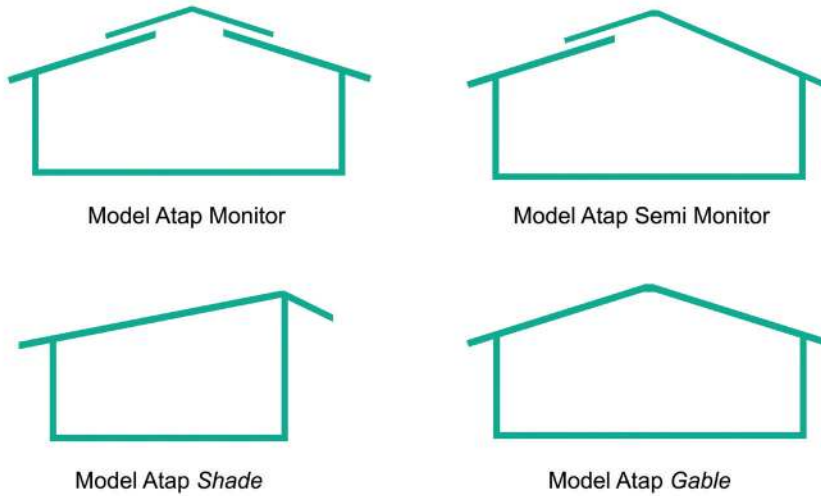 Model Atap Monitor
Model Atap Semi Monitor
Model Atap Shade
Model Atap Gable